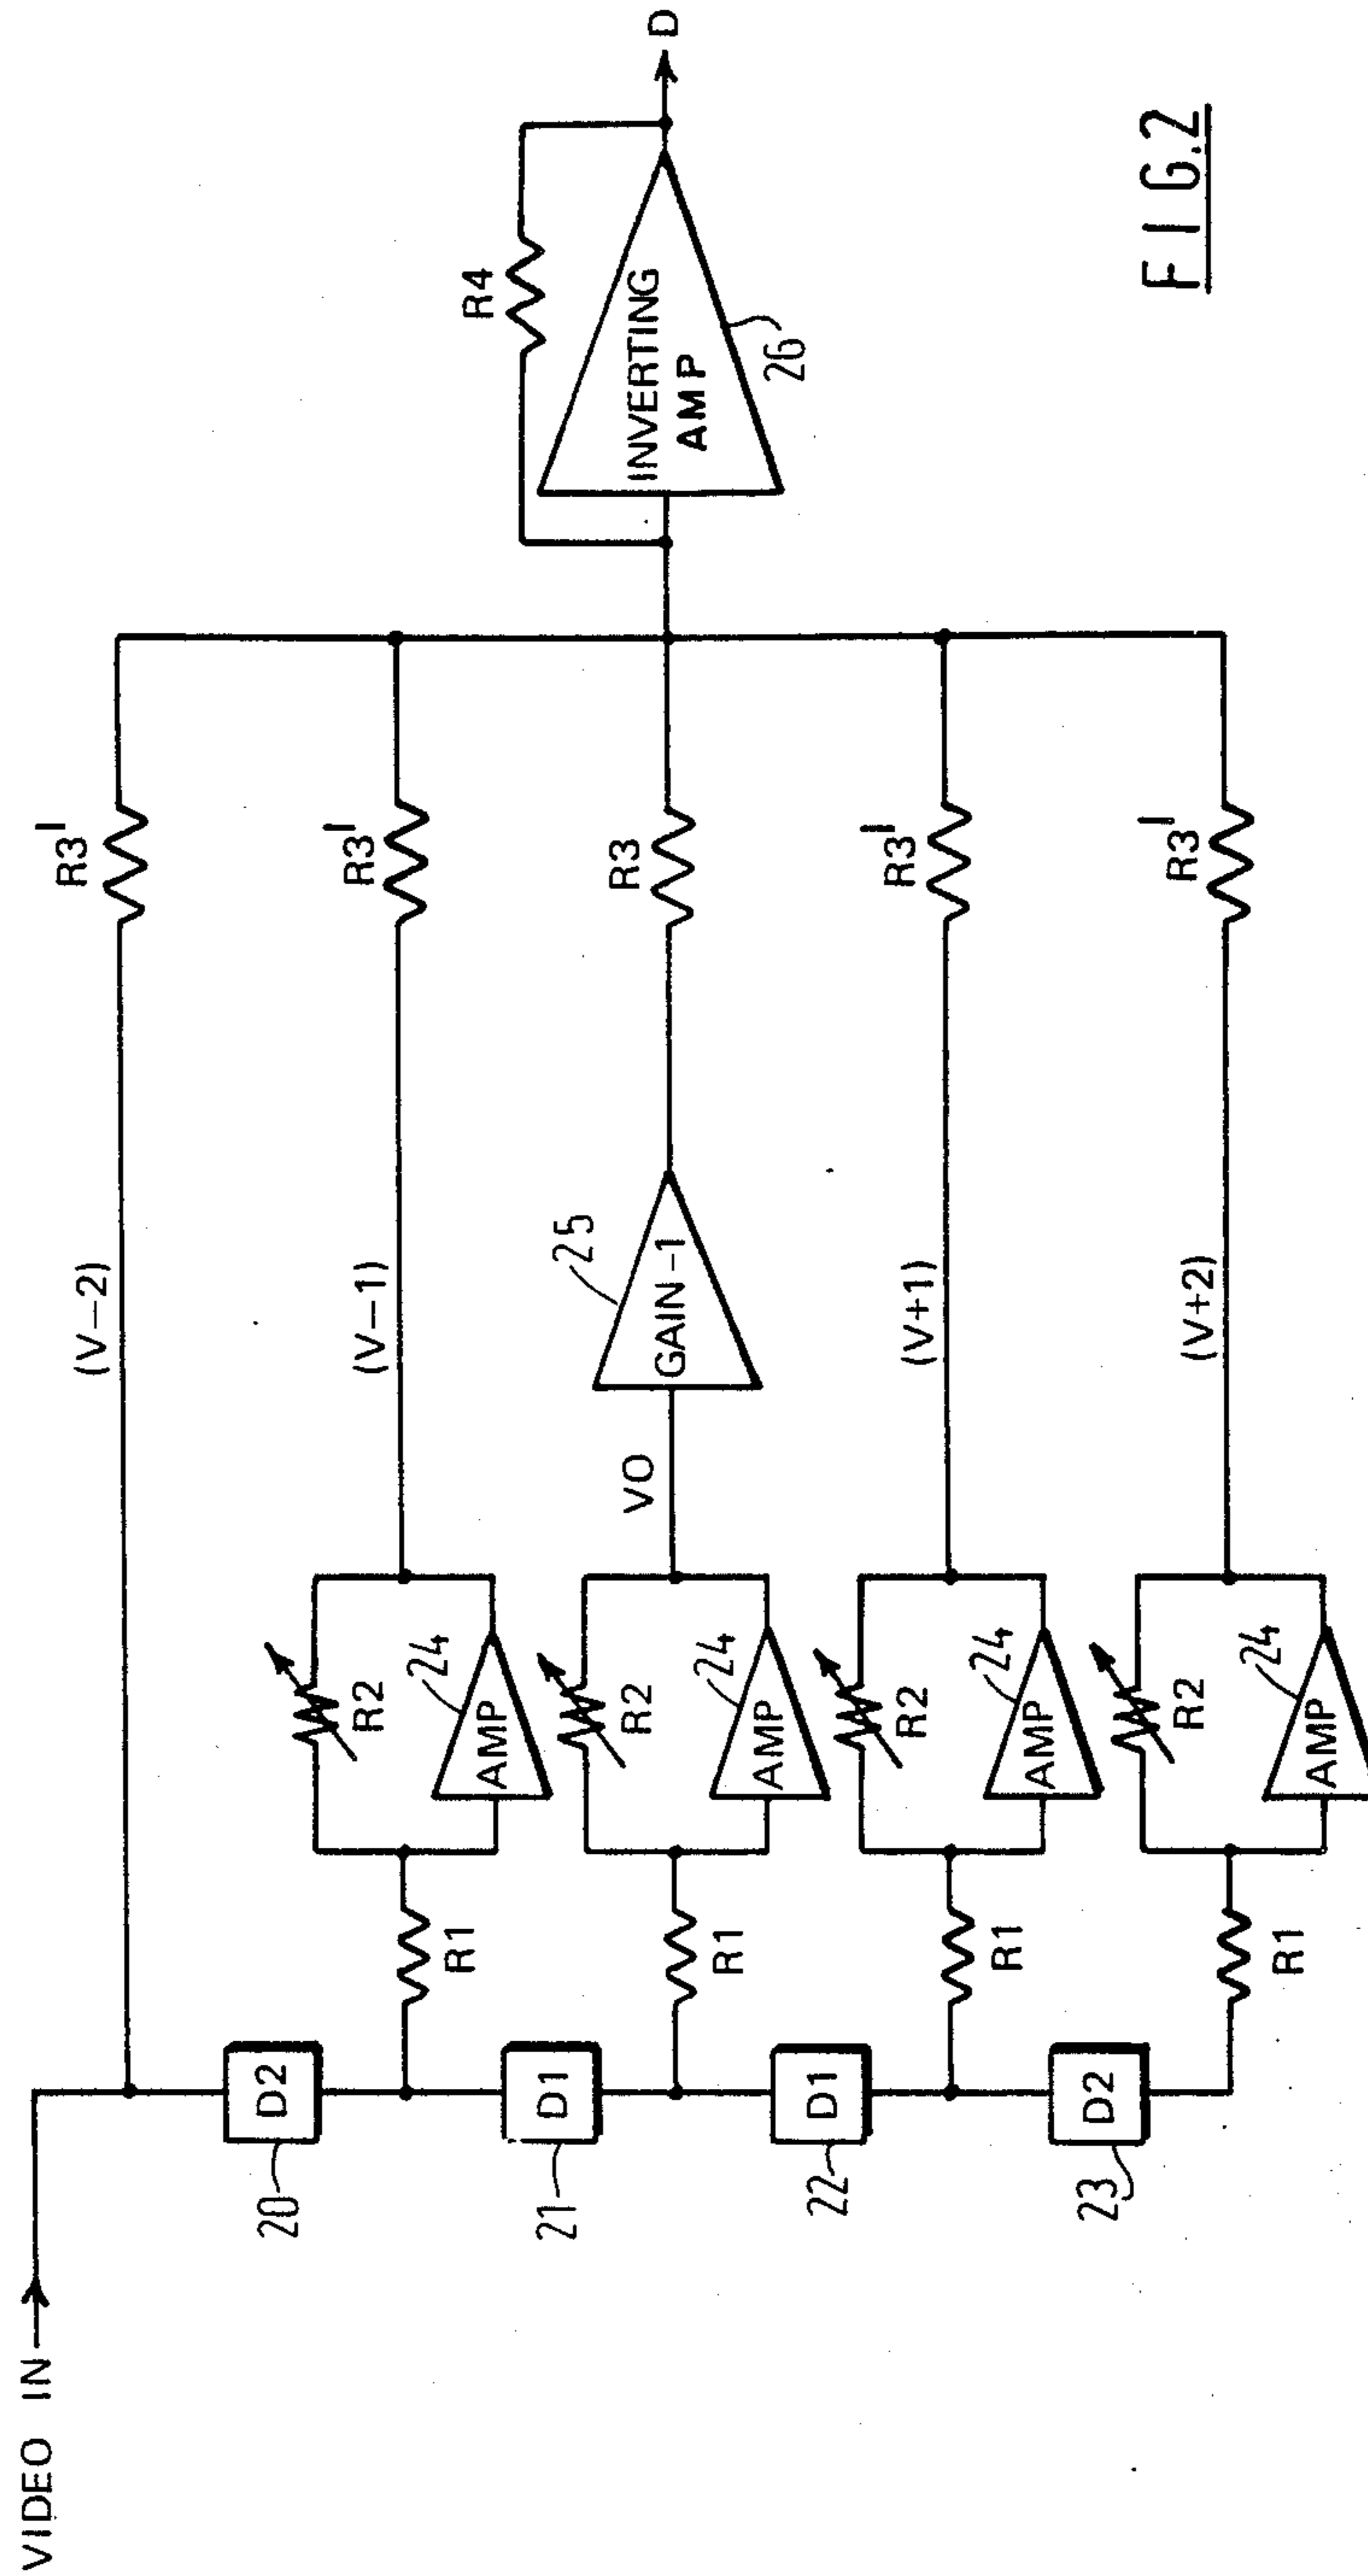 VIDEO IN
(V-2)
R3'
20
D2
R1
R2
AMP
24
(V-1)
R3'
21
D1
R1
R2
AMP
24
VO
GAIN -1
25
R3
INVERTING
AMP
26
R4
D
22
D1
R1
R2
AMP
24
(V+1)
R3'
23
D2
R1
R2
AMP
24
(V+2)
R3'
FIG.2